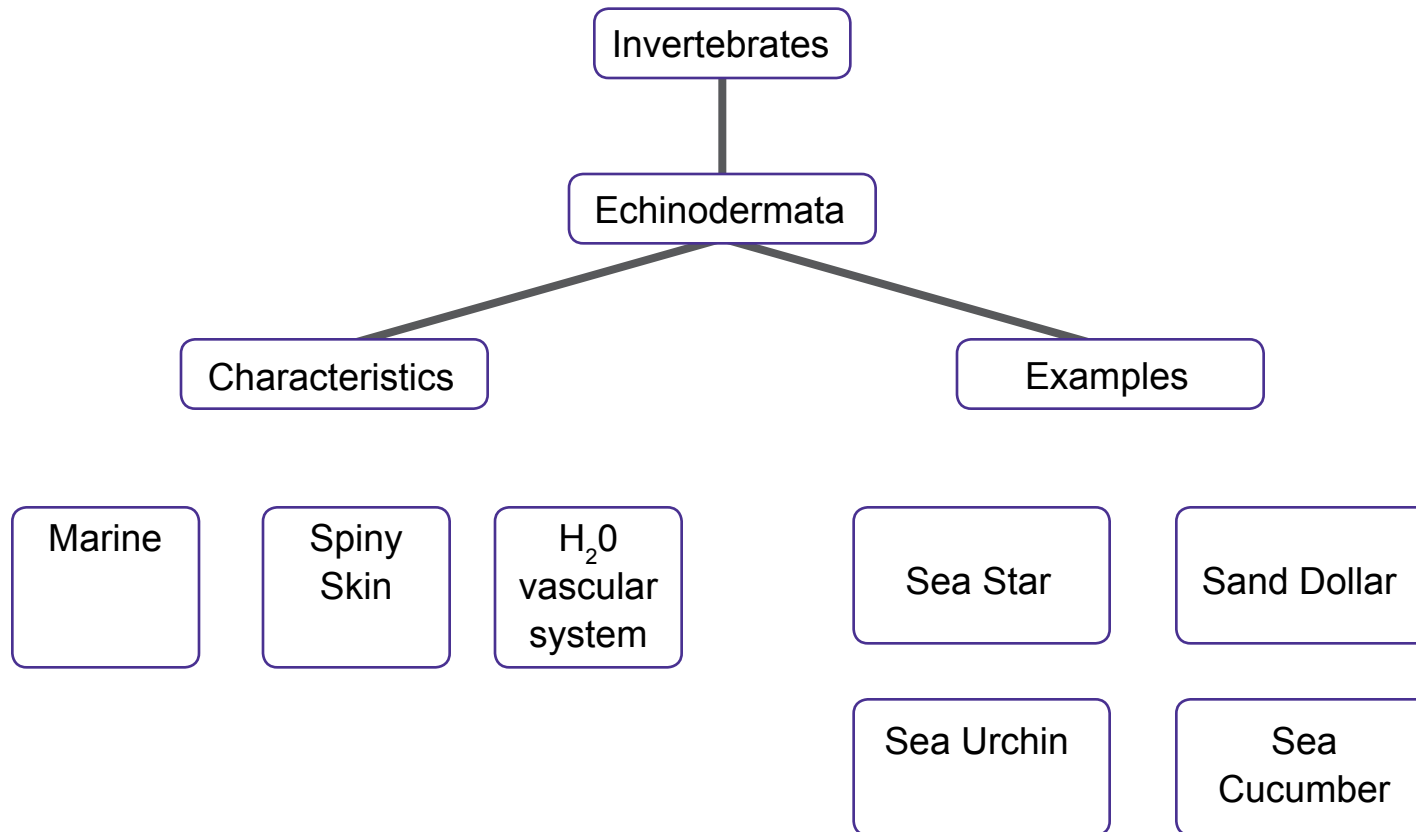 Invertebrates
Echinodermata
Characteristics
Examples
Marine
Spiny
Skin
H₂0
vascular
system
Sea Star
Sand Dollar
Sea Urchin
Sea
Cucumber